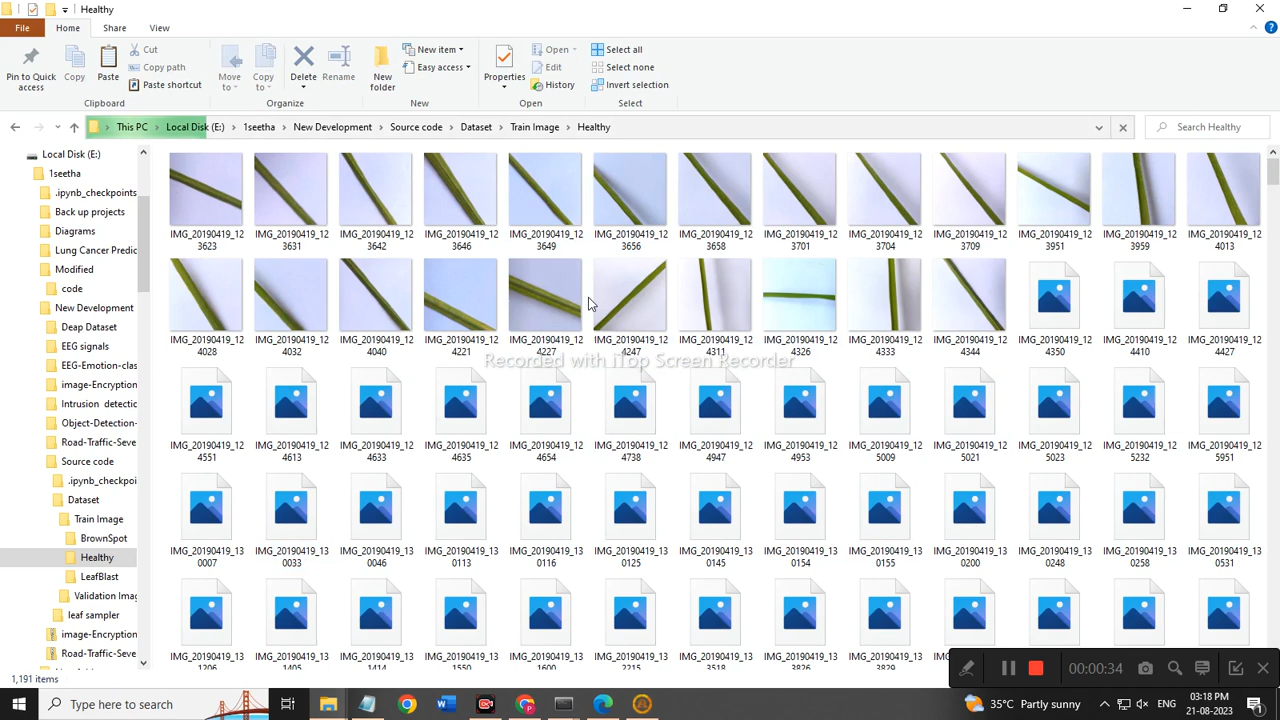 Healthy
File Home Share View
Pin to Quick access
Copy
Paste
Cut
Copy path
Paste shortcut
Clipboard
Move to
Copy to
Delete
Rename
Organize
New folder
New item
Easy access
New
Properties
Open
Edit
History
Open
Select all
Select none
Invert selection
Select
This PC Local Disk (E:) 1seetha New Development Source code Dataset Train Image Healthy
Search Healthy
Local Disk (E:)
1seetha
.ipynb_checkpoints
Back up projects
Diagrams
Lung Cancer Predic
Modified
code
New Development
Deap Dataset
EEG signals
EEG-Emotion-clas
image-Encryption
Intrusion detectio
Object-Detection-
Road-Traffic-Seve
Source code
.ipynb_checkpoi
Dataset
Train Image
BrownSpot
Healthy
LeafBlast
Validation Imag
leaf sampler
image-Encryption
Road-Traffic-Seve
IMG_20190419_12 IMG_20190419_12 IMG_20190419_12 IMG_20190419_12 IMG_20190419_12 IMG_20190419_12 IMG_20190419_12 IMG_20190419_12 IMG_20190419_12 IMG_20190419_12 IMG_20190419_12 IMG_20190419_12 IMG_20190419_12
3623 3631 3642 3646 3649 3656 3658 3701 3704 3709 3951 3959 4013
IMG_20190419_12 IMG_20190419_12 IMG_20190419_12 IMG_20190419_12 IMG_20190419_12 IMG_20190419_12 IMG_20190419_12 IMG_20190419_12 IMG_20190419_12 IMG_20190419_12 IMG_20190419_12 IMG_20190419_12 IMG_20190419_12
4028 4032 4040 4221 4227 4247 4311 4326 4333 4344 4350 4410 4427
Recorded with iTop Screen Recorder
IMG_20190419_12 IMG_20190419_12 IMG_20190419_12 IMG_20190419_12 IMG_20190419_12 IMG_20190419_12 IMG_20190419_12 IMG_20190419_12 IMG_20190419_12 IMG_20190419_12 IMG_20190419_12 IMG_20190419_12 IMG_20190419_12
4551 4613 4633 4635 4654 4738 4947 4953 5009 5021 5023 5232 5951
IMG_20190419_13 IMG_20190419_13 IMG_20190419_13 IMG_20190419_13 IMG_20190419_13 IMG_20190419_13 IMG_20190419_13 IMG_20190419_13 IMG_20190419_13 IMG_20190419_13 IMG_20190419_13 IMG_20190419_13 IMG_20190419_13
0007 0033 0046 0113 0116 0125 0145 0154 0155 0200 0248 0258 0531
IMG_20190419_13 IMG_20190419_13 IMG_20190419_13 IMG_20190419_13 IMG_20190419_13 IMG_20190419_13 IMG_20190419_13 IMG_20190419_13 IMG_20190419_13
1206 1405 1414 1550 1600 2215 3518 3826 3829
00:00:34
1,191 items
Type here to search
35°C Partly sunny
ENG
03:18 PM
21-08-2023